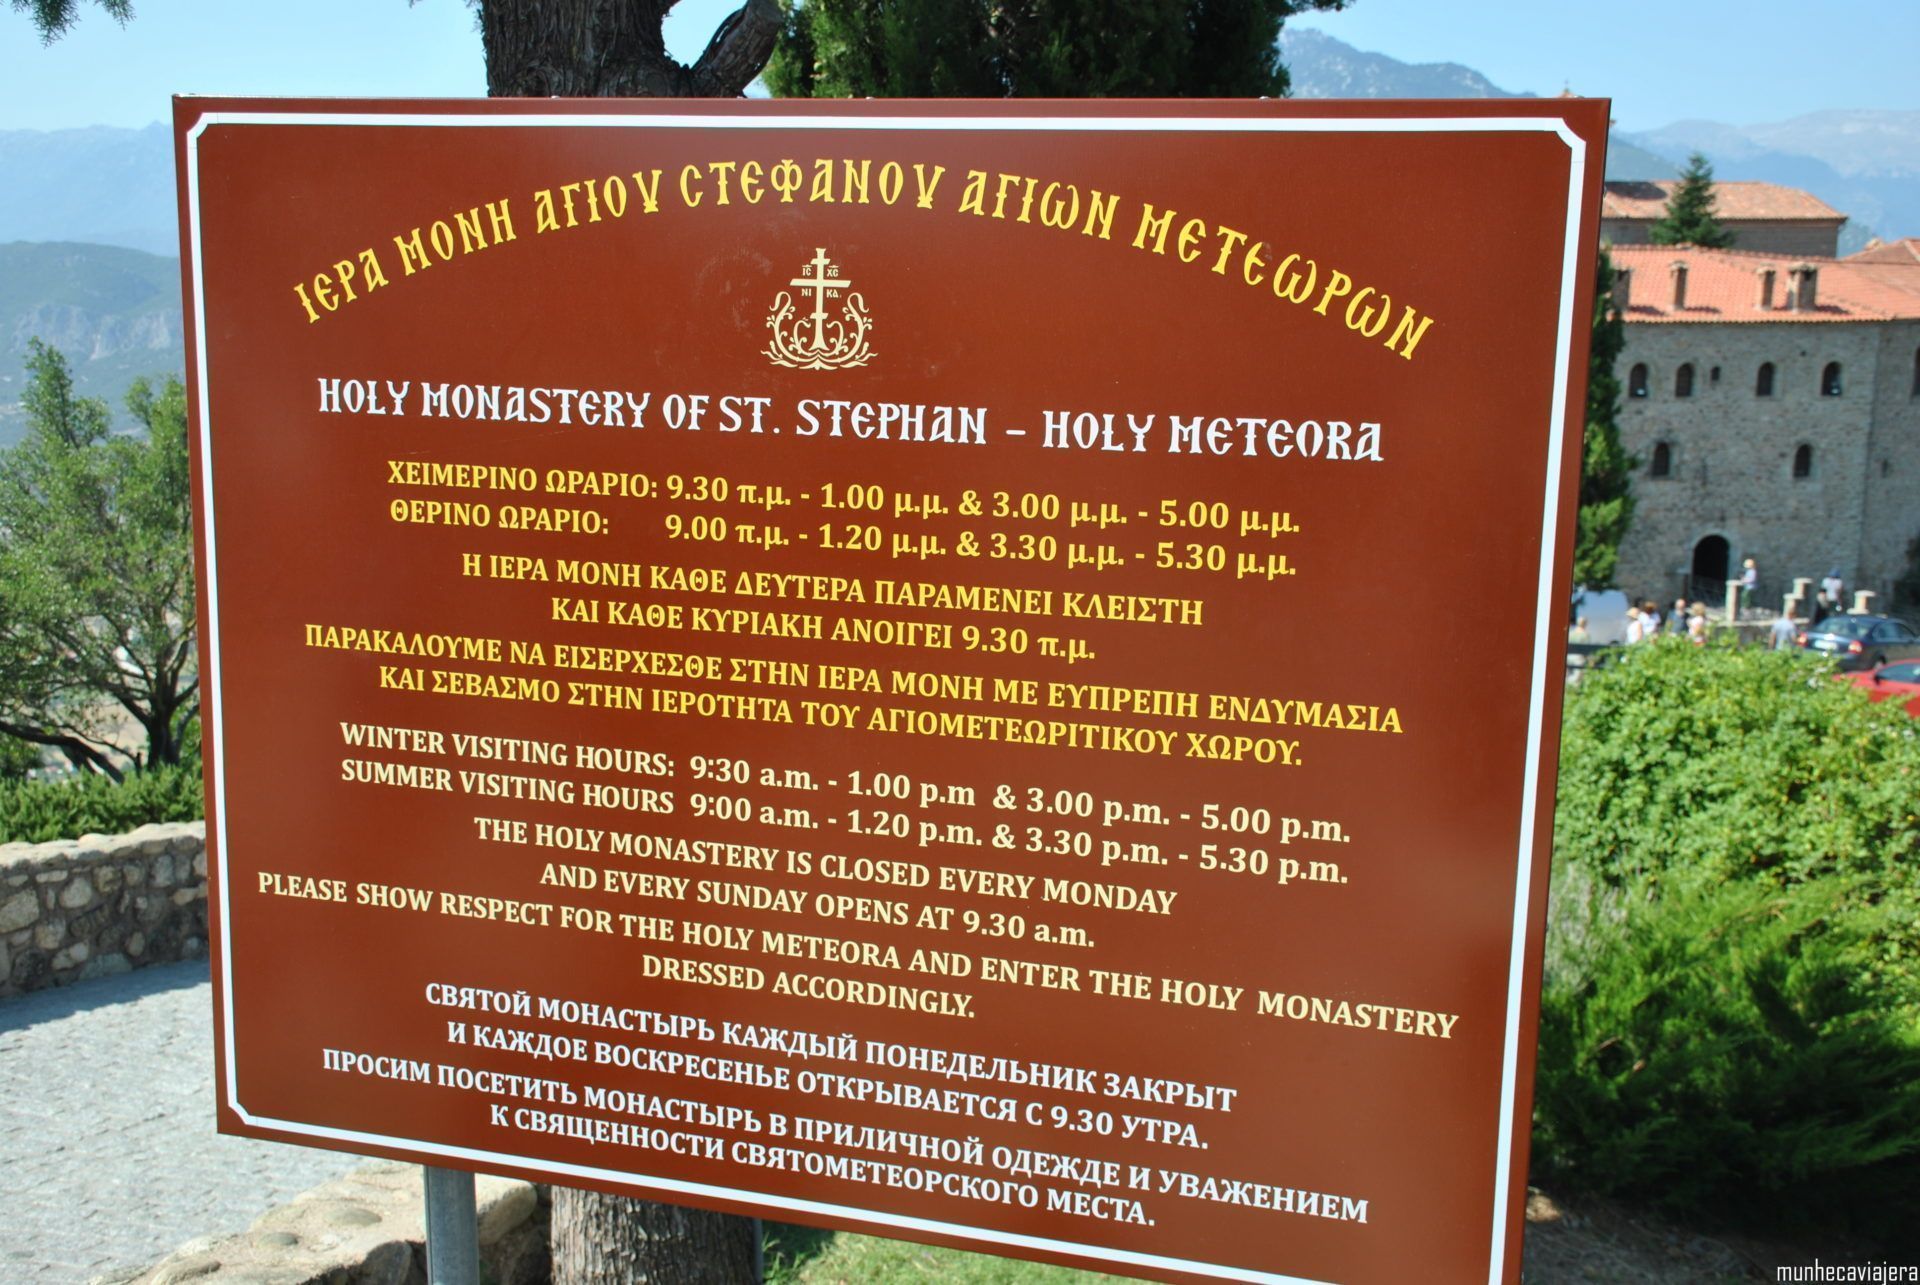 ΙΕΡΑ ΜΟΝΗ ΑΓΙΟΥ ΣΤΕΦΑΝΟΥ ΑΓΙΩΝ ΜΕΤΕΩΡΩΝ
IC XC
ΝΙ ΚΑ
HOLY MONASTERY OF ST. STEPHAN - HOLY METEORA
ΧΕΙΜΕΡΙΝΟ ΩΡΑΡΙΟ: 9.30 π.μ. - 1.00 μ.μ. & 3.00 μ.μ. - 5.00 μ.μ.
ΘΕΡΙΝΟ ΩΡΑΡΙΟ: 9.00 π.μ. - 1.20 μ.μ. & 3.30 μ.μ. - 5.30 μ.μ.
Η ΙΕΡΑ ΜΟΝΗ ΚΑΘΕ ΔΕΥΤΕΡΑ ΠΑΡΑΜΕΝΕΙ ΚΛΕΙΣΤΗ
ΚΑΙ ΚΑΘΕ ΚΥΡΙΑΚΗ ΑΝΟΙΓΕΙ 9.30 π.μ.
ΠΑΡΑΚΑΛΟΥΜΕ ΝΑ ΕΙΣΕΡΧΕΣΘΕ ΣΤΗΝ ΙΕΡΑ ΜΟΝΗ ΜΕ ΕΥΠΡΕΠΗ ΕΝΔΥΜΑΣΙΑ
ΚΑΙ ΣΕΒΑΣΜΟ ΣΤΗΝ ΙΕΡΟΤΗΤΑ ΤΟΥ ΑΓΙΟΜΕΤΕΩΡΙΤΙΚΟΥ ΧΩΡΟΥ.
WINTER VISITING HOURS: 9:30 a.m. - 1.00 p.m & 3.00 p.m. - 5.00 p.m.
SUMMER VISITING HOURS 9:00 a.m. - 1.20 p.m. & 3.30 p.m. - 5.30 p.m.
THE HOLY MONASTERY IS CLOSED EVERY MONDAY
AND EVERY SUNDAY OPENS AT 9.30 a.m.
PLEASE SHOW RESPECT FOR THE HOLY METEORA AND ENTER THE HOLY MONASTERY
DRESSED ACCORDINGLY.
СВЯТОЙ МОНАСТЫРЬ КАЖДЫЙ ПОНЕДЕЛЬНИК ЗАКРЫТ
И КАЖДОЕ ВОСКРЕСЕНЬЕ ОТКРЫВАЕТСЯ С 9.30 УТРА.
ПРОСИМ ПОСЕТИТЬ МОНАСТЫРЬ В ПРИЛИЧНОЙ ОДЕЖДЕ И УВАЖЕНИЕМ
К СВЯЩЕННОСТИ СВЯТОМЕТЕОРСКОГО МЕСТА.
munhecaviajera